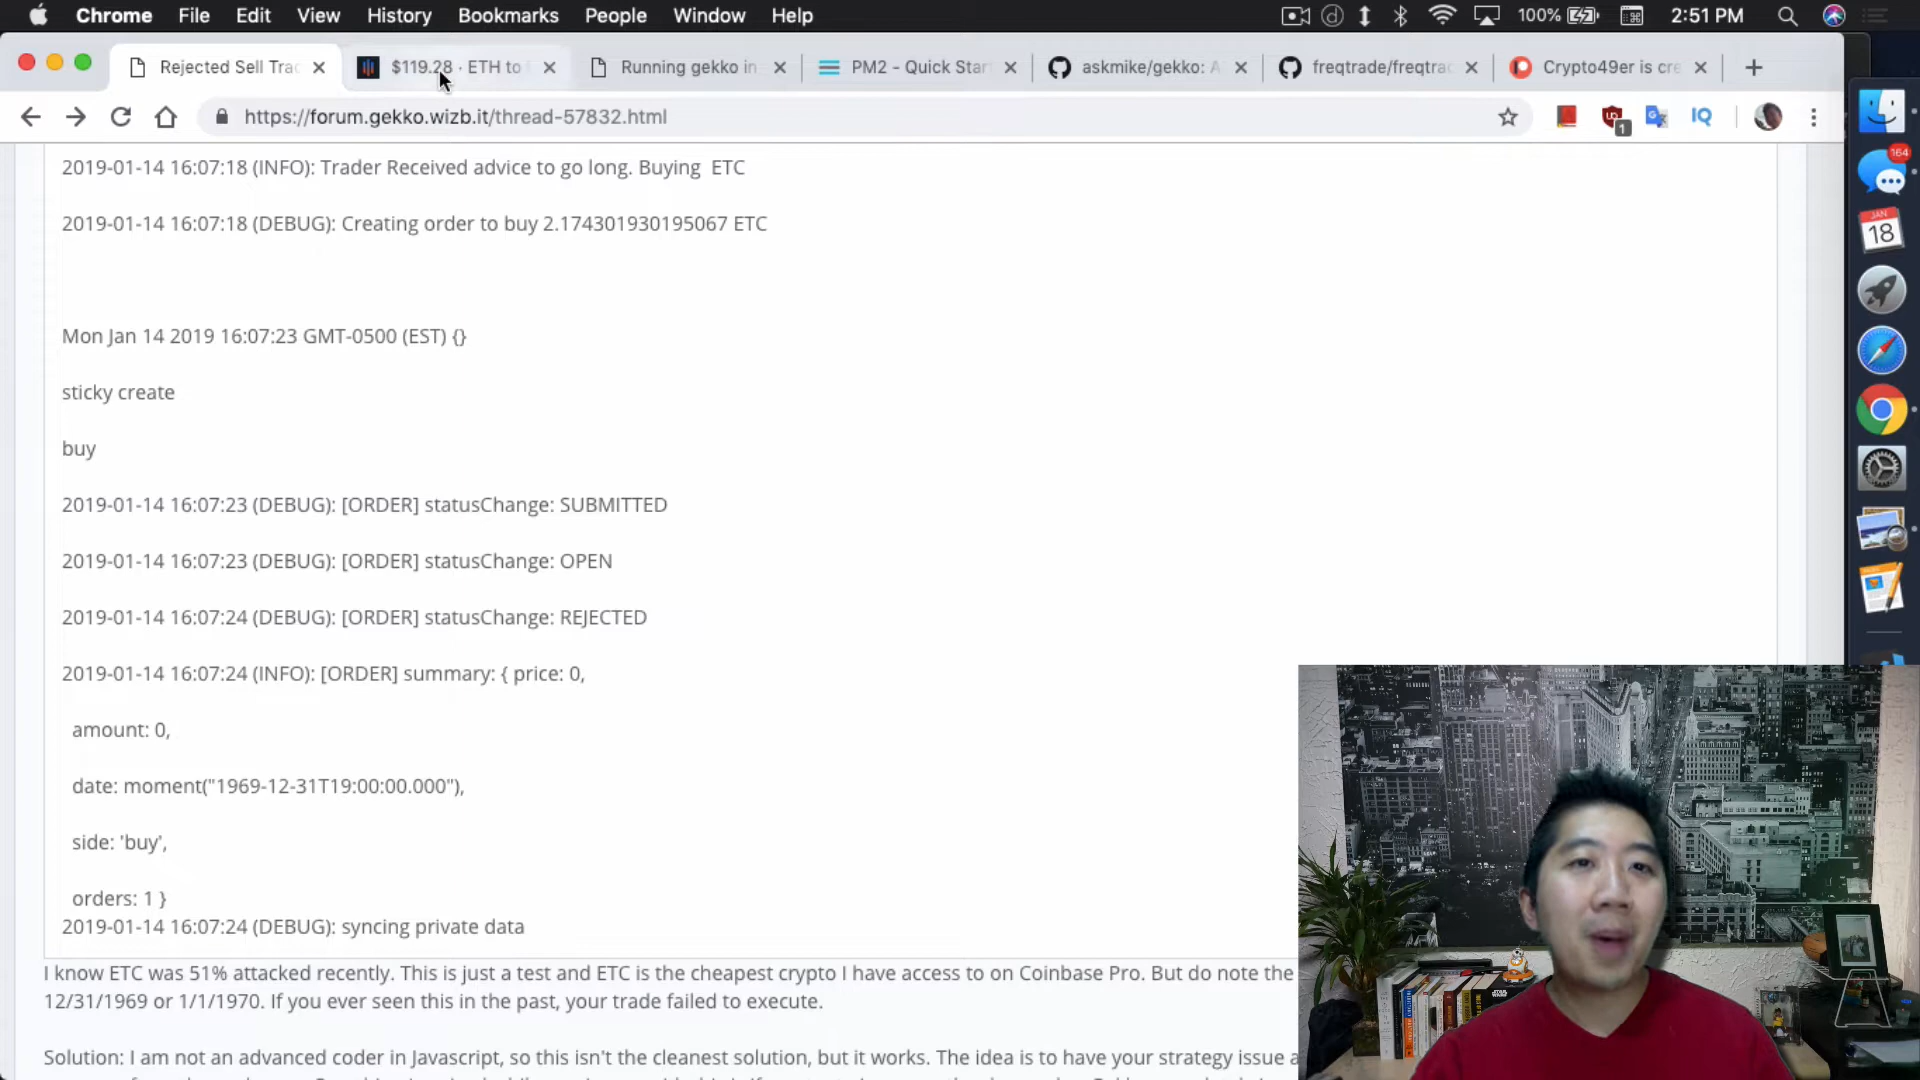 Chrome File Edit View History Bookmarks People Window Help 100% 2:51 PM
Rejected Sell Trad $119.28 · ETH to Running gekko in PM2 - Quick Star askmike/gekko: A freqtrade/freqtrad Crypto49er is cre
https://forum.gekko.wizb.it/thread-57832.html
1
IQ
164
JAN
18
2019-01-14 16:07:18 (INFO): Trader Received advice to go long. Buying ETC
2019-01-14 16:07:18 (DEBUG): Creating order to buy 2.174301930195067 ETC
Mon Jan 14 2019 16:07:23 GMT-0500 (EST) {}
sticky create
buy
2019-01-14 16:07:23 (DEBUG): [ORDER] statusChange: SUBMITTED
2019-01-14 16:07:23 (DEBUG): [ORDER] statusChange: OPEN
2019-01-14 16:07:24 (DEBUG): [ORDER] statusChange: REJECTED
2019-01-14 16:07:24 (INFO): [ORDER] summary: { price: 0,
amount: 0,
date: moment("1969-12-31T19:00:00.000"),
side: 'buy',
orders: 1 }
2019-01-14 16:07:24 (DEBUG): syncing private data
I know ETC was 51% attacked recently. This is just a test and ETC is the cheapest crypto I have access to on Coinbase Pro. But do note the
12/31/1969 or 1/1/1970. If you ever seen this in the past, your trade failed to execute.
Solution: I am not an advanced coder in Javascript, so this isn't the cleanest solution, but it works. The idea is to have your strategy issue a